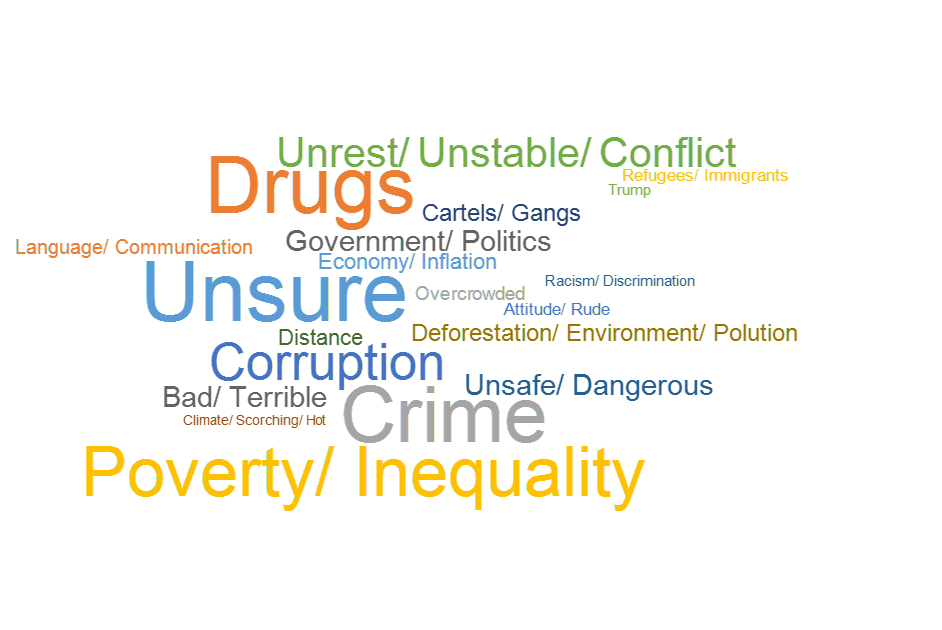 Unrest/ Unstable/ Conflict
Drugs
Refugees/ Immigrants
Trump
Cartels/ Gangs
Language/ Communication
Government/ Politics
Economy/ Inflation
Unsure
Overcrowded
Racism/ Discrimination
Attitude/ Rude
Distance
Deforestation/ Environment/ Polution
Corruption
Unsafe/ Dangerous
Bad/ Terrible
Crime
Climate/ Scorching/ Hot
Poverty/ Inequality